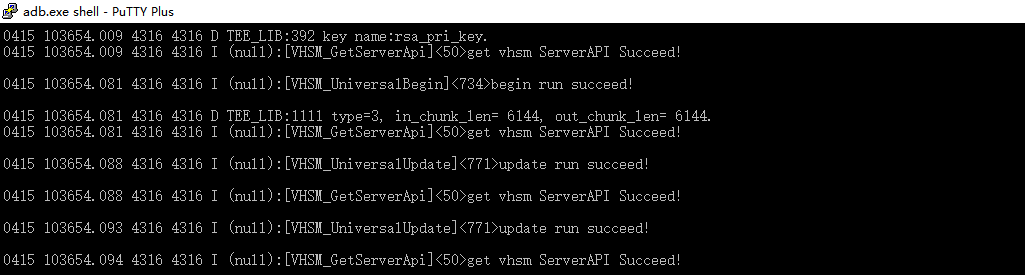 adb.exe shell - PuTTY Plus
0415 103654.009 4316 4316 D TEE_LIB:392 key name:rsa_pri_key.
0415 103654.009 4316 4316 I (null):[VHSM_GetServerApi]<50>get vhsm ServerAPI Succeed!
0415 103654.081 4316 4316 I (null):[VHSM_UniversalBegin]<734>begin run succeed!
0415 103654.081 4316 4316 D TEE_LIB:1111 type=3, in_chunk_len= 6144, out_chunk_len= 6144.
0415 103654.081 4316 4316 I (null):[VHSM_GetServerApi]<50>get vhsm ServerAPI Succeed!
0415 103654.088 4316 4316 I (null):[VHSM_UniversalUpdate]<771>update run succeed!
0415 103654.088 4316 4316 I (null):[VHSM_GetServerApi]<50>get vhsm ServerAPI Succeed!
0415 103654.093 4316 4316 I (null):[VHSM_UniversalUpdate]<771>update run succeed!
0415 103654.094 4316 4316 I (null):[VHSM_GetServerApi]<50>get vhsm ServerAPI Succeed!